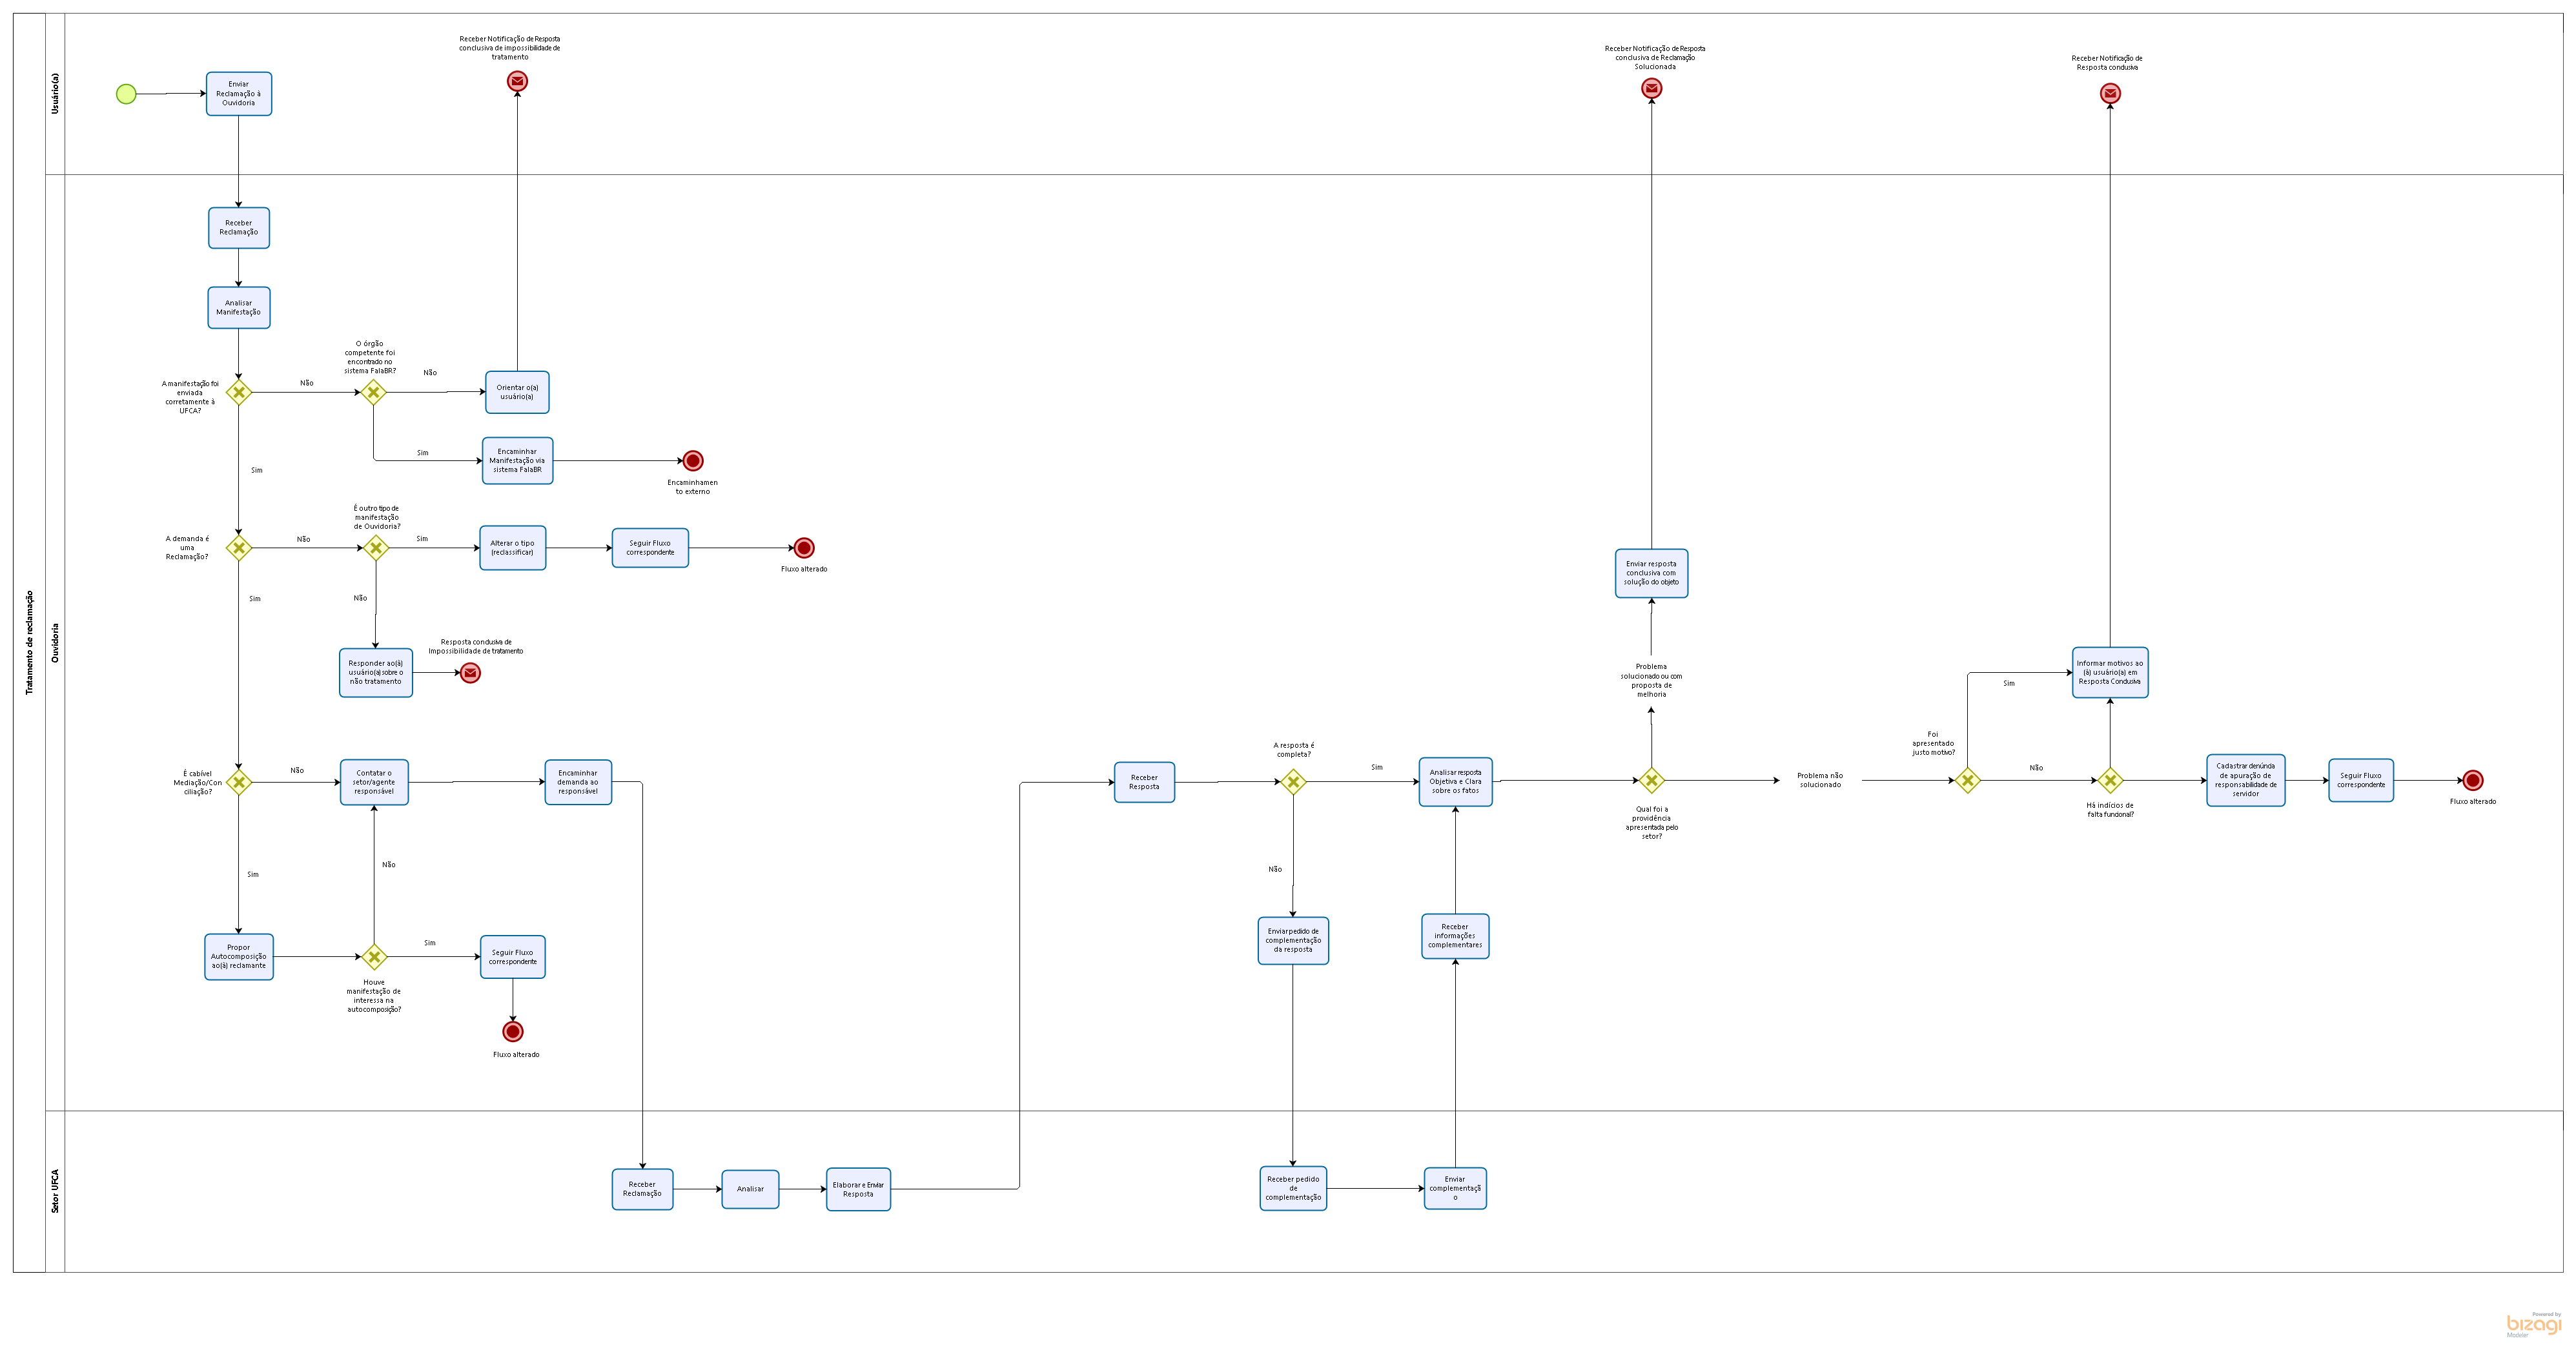 Tratamento de reclamação
Usuário(a)
Enviar
Reclamação à
Ouvidoria
Receber Notificação de Resposta
conclusiva de impossibilidade de
tratamento
Receber Notificação de Resposta
conclusiva de Reclamação
Solucionada
Receber Notificação de
Resposta conclusiva
Ouvidoria
Receber
Reclamação
Analisar
Manifestação
A manifestação foi
enviada
corretamente à
UFCA?
Não
O órgão
competente foi
encontrado no
sistema FalaBR?
Não
Orientar o(a)
usuário(a)
Sim
Encaminhar
Manifestação via
sistema FalaBR
Encaminhamen
to externo
Sim
A demanda é
uma
Reclamação?
Não
É outro tipo de
manifestação
de Ouvidoria?
Sim
Alterar o tipo
(reclassificar)
Seguir Fluxo
correspondente
Fluxo alterado
Não
Responder ao(à)
usuário(a) sobre o
não tratamento
Resposta conclusiva de
Impossibilidade de tratamento
Sim
É cabível
Mediação/Con
ciliação?
Não
Contatar o
setor/agente
responsável
Encaminhar
demanda ao
responsável
Sim
Não
Propor
Autocomposição
ao(à) reclamante
Houve
manifestação de
interessa na
autocomposição?
Sim
Seguir Fluxo
correspondente
Fluxo alterado
Receber
Resposta
A resposta é
completa?
Sim
Analisar resposta
Objetiva e Clara
sobre os fatos
Não
Enviar pedido de
complementação
da resposta
Receber
informações
complementares
Qual foi a
providência
apresentada pelo
setor?
Problema
solucionado ou com
proposta de
melhoria
Enviar resposta
conclusiva com
solução do objeto
Problema não
solucionado
Foi
apresentado
justo motivo?
Sim
Informar motivos ao
(à) usuário(a) em
Resposta Conclusiva
Não
Há indícios de
falta funcional?
Cadastrar denúncia
de apuração de
responsabilidade de
servidor
Seguir Fluxo
correspondente
Fluxo alterado
Setor UFCA
Receber
Reclamação
Analisar
Elaborar e Enviar
Resposta
Receber pedido
de
complementação
Enviar
complementaçã
o
Powered by
bizagi
Modeler